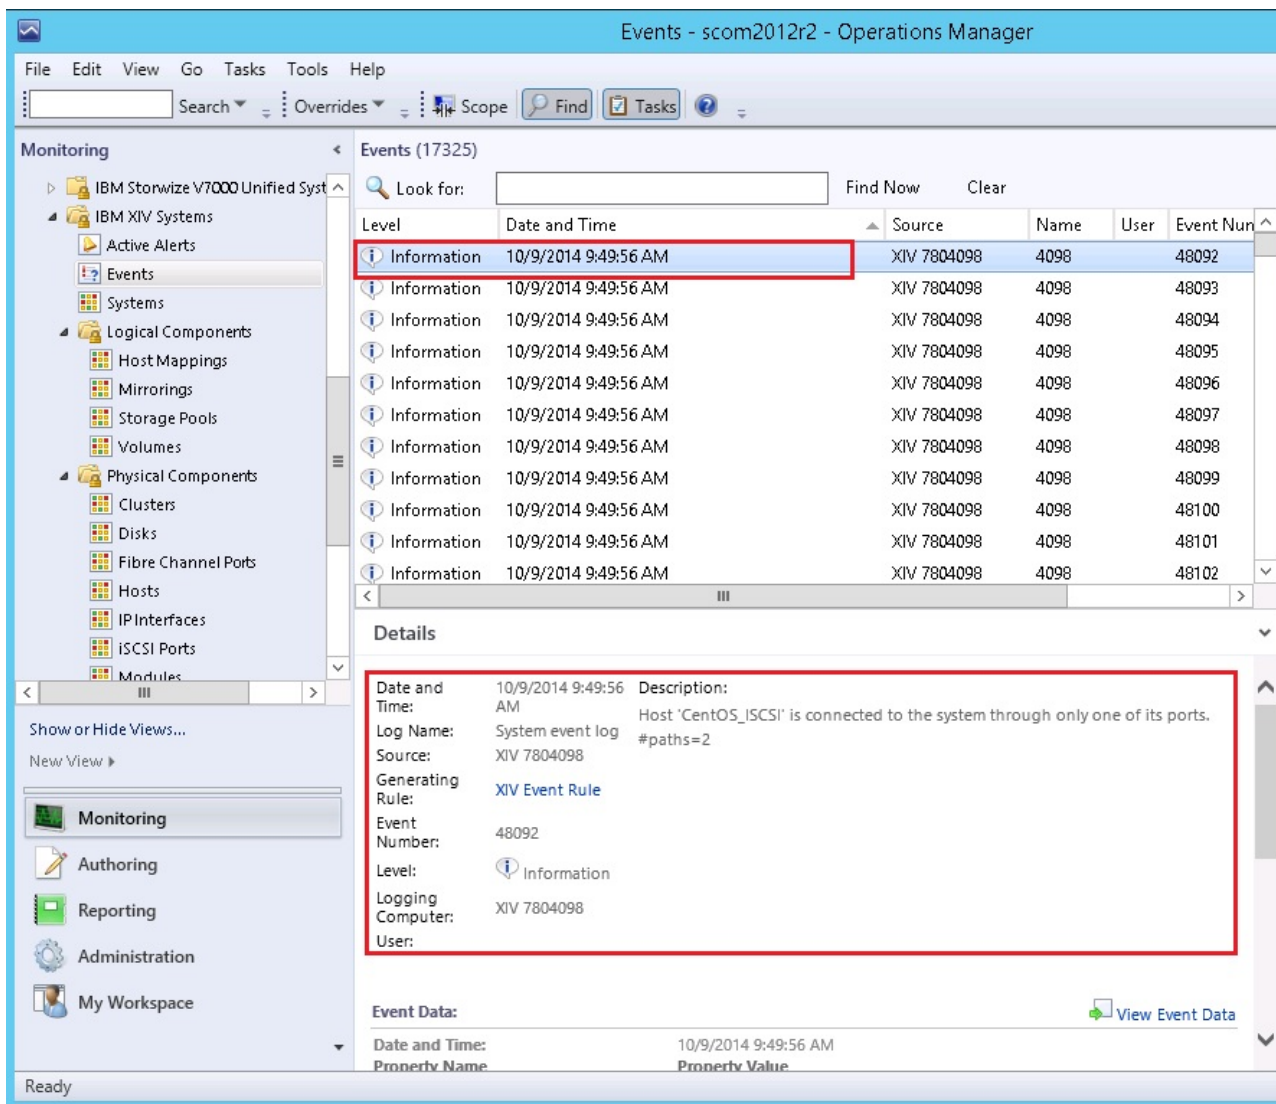 Events - scom2012r2 - Operations Manager
File Edit View Go Tasks Tools Help
Search Overrides Scope Find Tasks
Monitoring
IBM Storwize V7000 Unified Syst
IBM XIV Systems
Active Alerts
Events
Systems
Logical Components
Host Mappings
Mirrorings
Storage Pools
Volumes
Physical Components
Clusters
Disks
Fibre Channel Ports
Hosts
IP Interfaces
iSCSI Ports
Modules
Show or Hide Views...
New View
Monitoring
Authoring
Reporting
Administration
My Workspace
Events (17325)
Look for: Find Now Clear
Level Date and Time Source Name User Event Nun
Information 10/9/2014 9:49:56 AM XIV 7804098 4098 48092
Information 10/9/2014 9:49:56 AM XIV 7804098 4098 48093
Information 10/9/2014 9:49:56 AM XIV 7804098 4098 48094
Information 10/9/2014 9:49:56 AM XIV 7804098 4098 48095
Information 10/9/2014 9:49:56 AM XIV 7804098 4098 48096
Information 10/9/2014 9:49:56 AM XIV 7804098 4098 48097
Information 10/9/2014 9:49:56 AM XIV 7804098 4098 48098
Information 10/9/2014 9:49:56 AM XIV 7804098 4098 48099
Information 10/9/2014 9:49:56 AM XIV 7804098 4098 48100
Information 10/9/2014 9:49:56 AM XIV 7804098 4098 48101
Information 10/9/2014 9:49:56 AM XIV 7804098 4098 48102
Details
Date and Time: 10/9/2014 9:49:56 AM
Log Name: System event log
Source: XIV 7804098
Generating Rule: XIV Event Rule
Event Number: 48092
Level: Information
Logging Computer: XIV 7804098
User:
Description:
Host 'CentOS_ISCSI' is connected to the system through only one of its ports.
#paths=2
Event Data: View Event Data
Date and Time: 10/9/2014 9:49:56 AM
Property Name Property Value
Ready